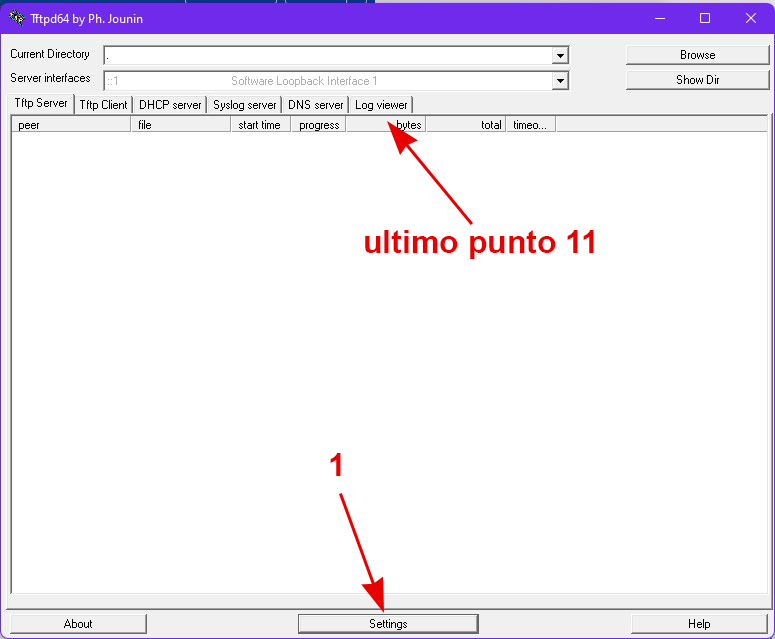 Tftpd64 by Ph. Jounin
Current Directory . Browse
Server interfaces ::1 Software Loopback Interface 1 Show Dir
Tftp Server Tftp Client DHCP server Syslog server DNS server Log viewer
peer file start time progress bytes total timeo...
ultimo punto 11
1
About Settings Help